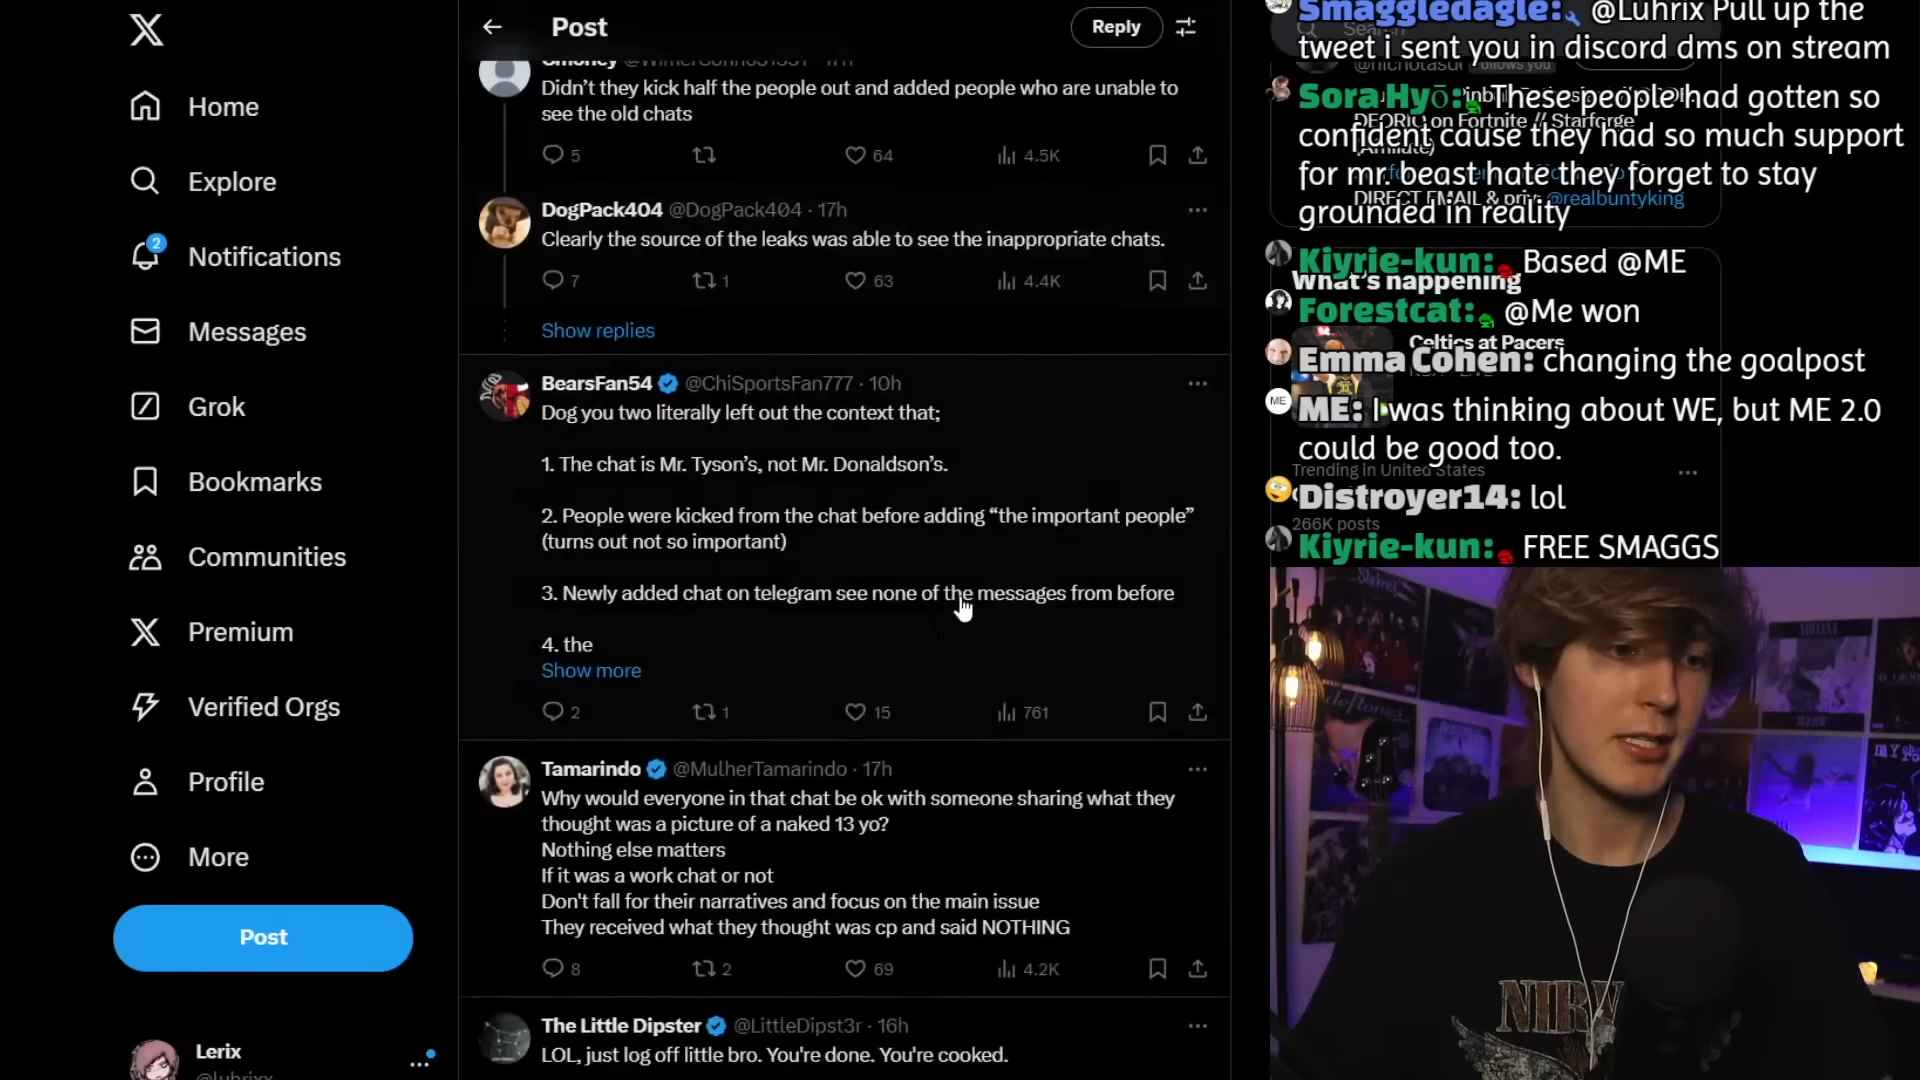 Home
Explore
2
Notifications
Messages
Grok
Bookmarks
Communities
Premium
Verified Orgs
Profile
More
Post
Lerix
Post
Reply
Didn't they kick half the people out and added people who are unable to
see the old chats
5
64
4.5K
DogPack404 @DogPack404 · 17h
Clearly the source of the leaks was able to see the inappropriate chats.
7
1
63
4.4K
Show replies
BearsFan54 @ChiSportsFan777 · 10h
Dog you two literally left out the context that;
1. The chat is Mr. Tyson's, not Mr. Donaldson's.
2. People were kicked from the chat before adding “the important people”
(turns out not so important)
3. Newly added chat on telegram see none of the messages from before
4. the
Show more
2
1
15
761
Tamarindo @MulherTamarindo · 17h
Why would everyone in that chat be ok with someone sharing what they
thought was a picture of a naked 13 yo?
Nothing else matters
If it was a work chat or not
Don't fall for their narratives and focus on the main issue
They received what they thought was cp and said NOTHING
8
2
69
4.2K
The Little Dipster @LittleDipst3r · 16h
LOL, just log off little bro. You're done. You're cooked.
Smaggledagle: @Luhrix Pull up the
tweet i sent you in discord dms on stream
Sora Hyō: These people had gotten so
confident cause they had so much support
for mr. beast hate they forget to stay
grounded in reality
Follows you
on Fortnite // Starforge
DIRECT EMAIL &
@realbuntyking
Kiyrie-kun: Based @ME
What's happening
Forestcat: @Me won
Celtics at Pacers
Emma Cohen: changing the goalpost
ME
ME: I was thinking about WE, but ME 2.0
could be good too.
Trending in United States
Distroyer14: lol
266K posts
Kiyrie-kun: FREE SMAGGS
deftones
NIRV